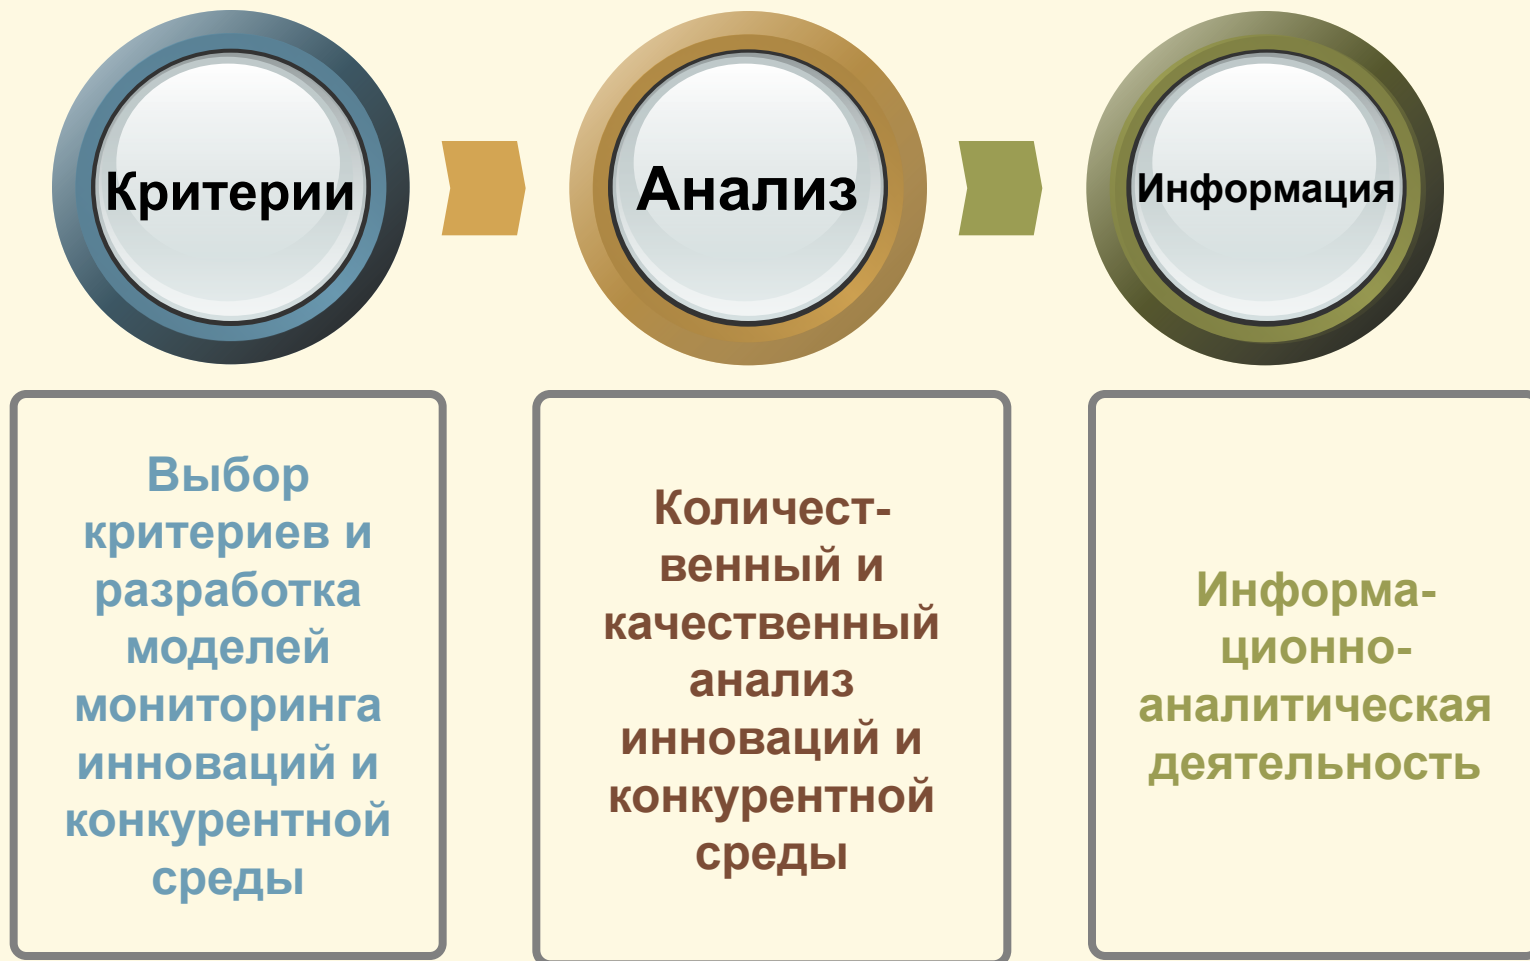 Критерии
Анализ
Информация
Выбор
критериев и
разработка
моделей
мониторинга
инноваций и
конкурентной
среды
Количест-
венный и
качественный
анализ
инноваций и
конкурентной
среды
Информа-
ционно-
аналитическая
деятельность